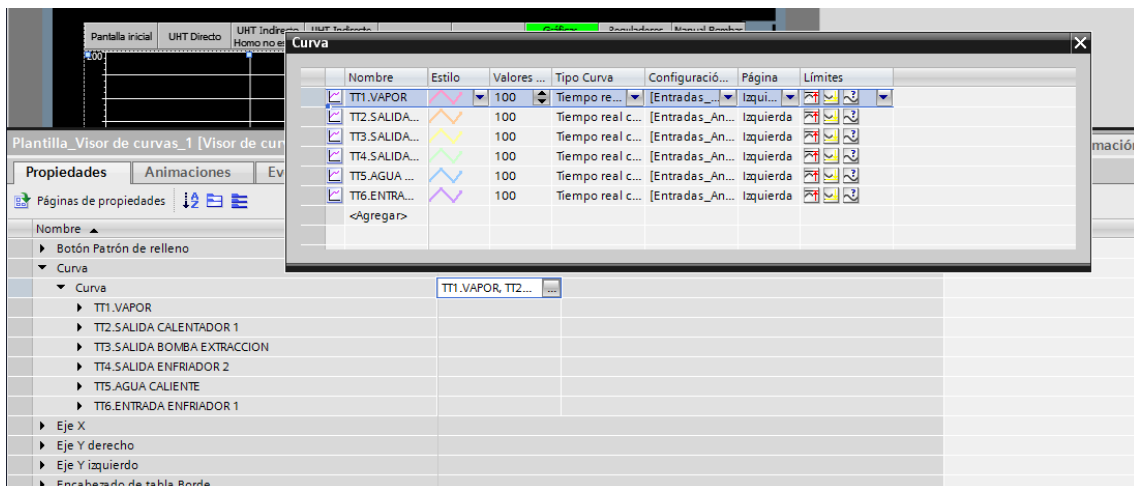 Pantalla inicial UHT Directo UHT Indirecto UHT Indirecto
Homo no es
100
Curva
Nombre Estilo Valores ... Tipo Curva Configuració... Página Límites
TT1.VAPOR 100 Tiempo re... [Entradas_... Izqui...
TT2.SALIDA... 100 Tiempo real c... [Entradas_An... Izquierda
TT3.SALIDA... 100 Tiempo real c... [Entradas_An... Izquierda
TT4.SALIDA... 100 Tiempo real c... [Entradas_An... Izquierda
TT5.AGUA ... 100 Tiempo real c... [Entradas_An... Izquierda
TT6.ENTRA... 100 Tiempo real c... [Entradas_An... Izquierda
<Agregar>
Plantilla_Visor de curvas_1 [Visor de cur
mación
Propiedades Animaciones Ev
Páginas de propiedades
Nombre
Botón Patrón de relleno
Curva
Curva TT1.VAPOR, TT2... ...
TT1.VAPOR
TT2.SALIDA CALENTADOR 1
TT3.SALIDA BOMBA EXTRACCION
TT4.SALIDA ENFRIADOR 2
TT5.AGUA CALIENTE
TT6.ENTRADA ENFRIADOR 1
Eje X
Eje Y derecho
Eje Y izquierdo
Encabezado de tabla Borde